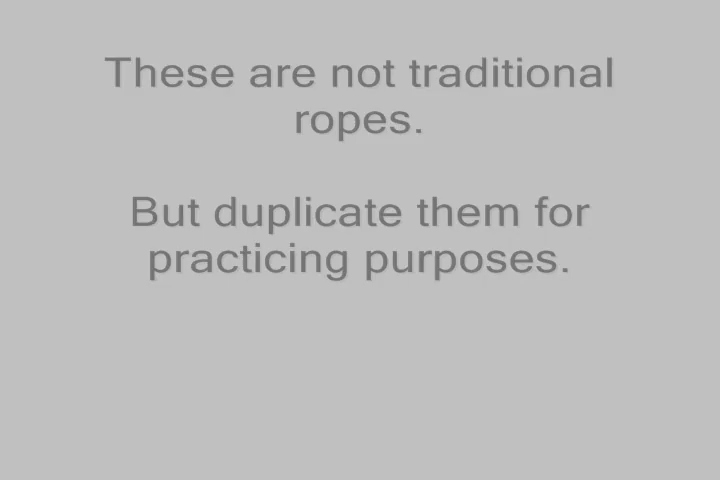 These are not traditional
ropes.
But duplicate them for
practicing purposes.